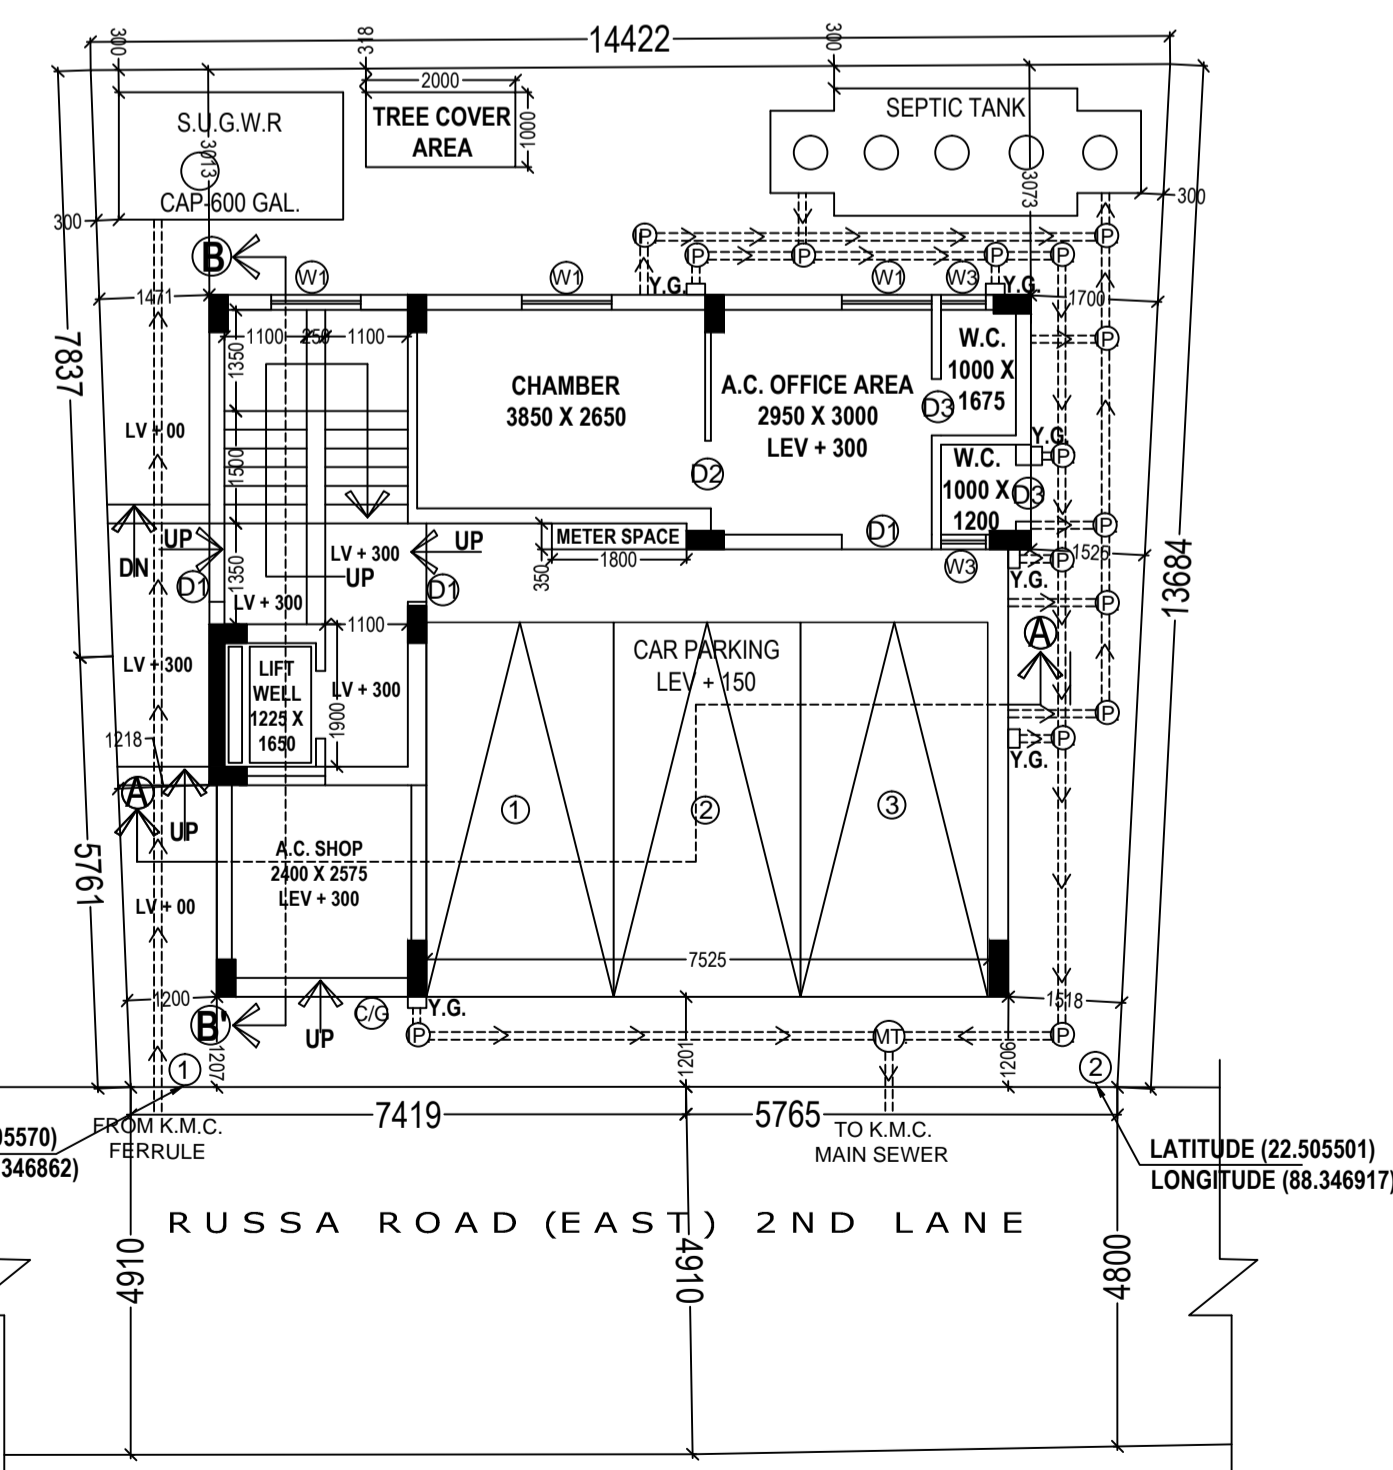 14422
300
318
300
2000
1000
TREE COVER
AREA
S.U.G.W.R
3013
CAP-600 GAL.
SEPTIC TANK
3073
300
300
B
W1
W1
W1
W3
P
P
P
P
P
P
Y.G.
Y.G.
1471
1700
7837
1100
250
1100
1350
CHAMBER
3850 X 2650
A.C. OFFICE AREA
2950 X 3000
LEV + 300
W.C.
1000 X
1675
D3
P
LV + 00
1500
D2
Y.G.
P
W.C.
1000 X
1200
D3
UP
DN
D1
LV + 300
UP
UP
D1
METER SPACE
1800
350
D1
W3
P
1526
P
Y.G.
13684
1350
LV + 300
1100
P
A
CAR PARKING
LEV + 150
LV + 300
LIFT
WELL
1225 X
1650
LV + 300
1900
1218
P
P
Y.G.
A
UP
1
2
3
5761
A.C. SHOP
2400 X 2575
LEV + 300
LV + 00
7525
1200
1518
B'
UP
C/G
Y.G.
P
MT.
P
1207
1201
1206
1
2
7419
5765
FROM K.M.C.
FERRULE
TO K.M.C.
MAIN SEWER
05570)
346862)
LATITUDE (22.505501)
LONGITUDE (88.346917)
RUSSA ROAD (EAST) 2ND LANE
4910
4910
4800